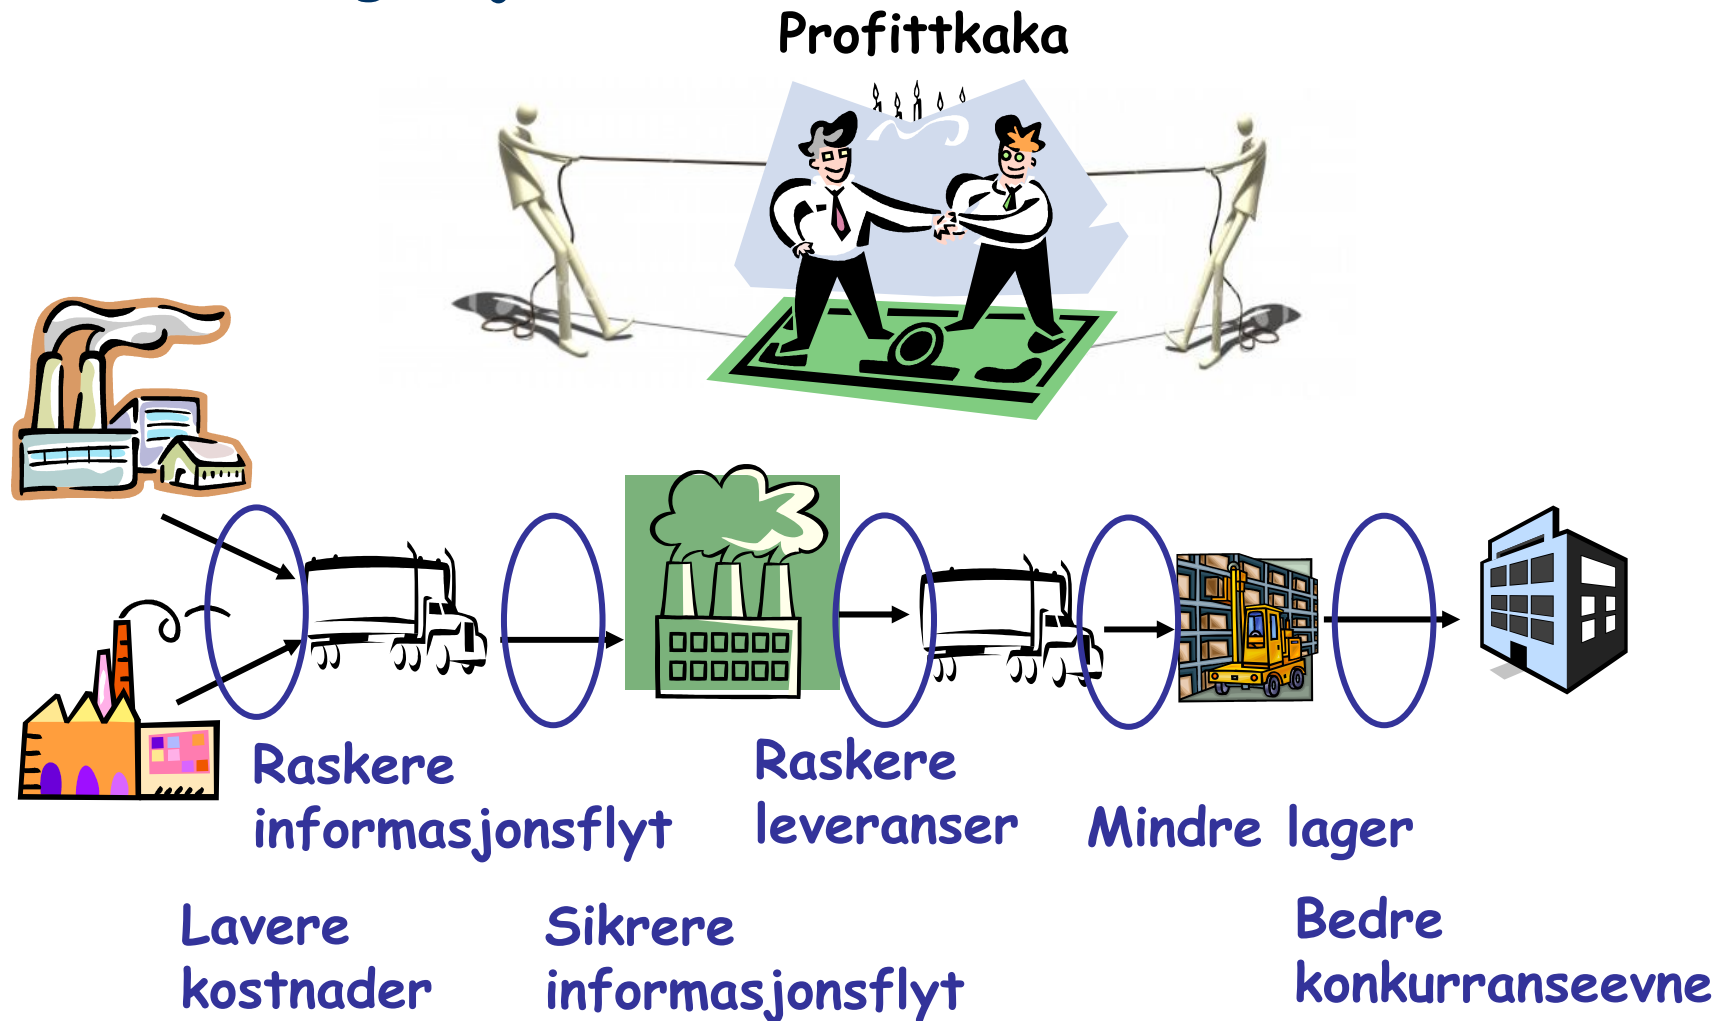 Profittkaka
Raskere
informasjonsflyt
Raskere
leveranser
Mindre lager
Lavere
kostnader
Sikrere
informasjonsflyt
Bedre
konkurranseevne